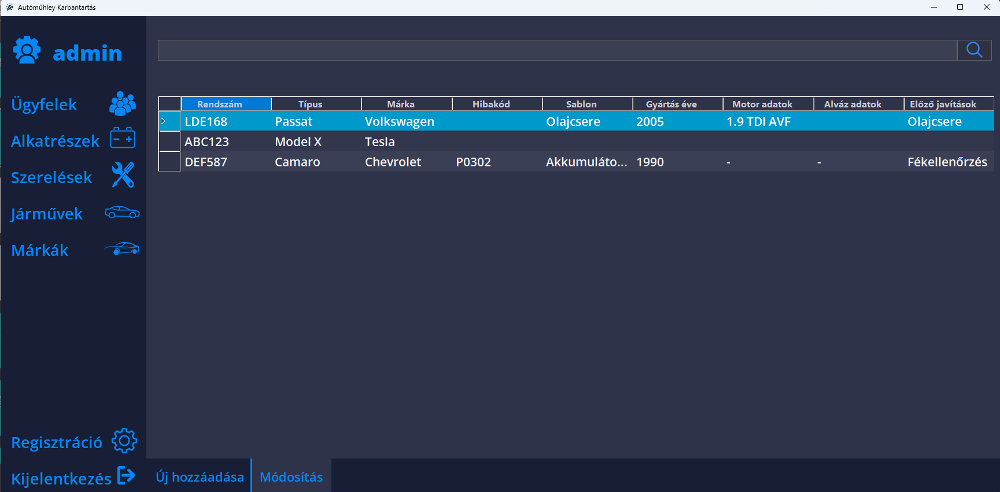 Autóműhley Karbantartás
admin
Ügyfelek
Alkatrészek
Szerelések
Járművek
Márkák
Regisztráció
Kijelentkezés
Rendszám Típus Márka Hibakód Sablon Gyártás éve Motor adatok Alváz adatok Előző javítások
LDE168 Passat Volkswagen Olajcsere 2005 1.9 TDI AVF Olajcsere
ABC123 Model X Tesla
DEF587 Camaro Chevrolet P0302 Akkumuláto... 1990 - - Fékellenőrzés
Új hozzáadása Módosítás